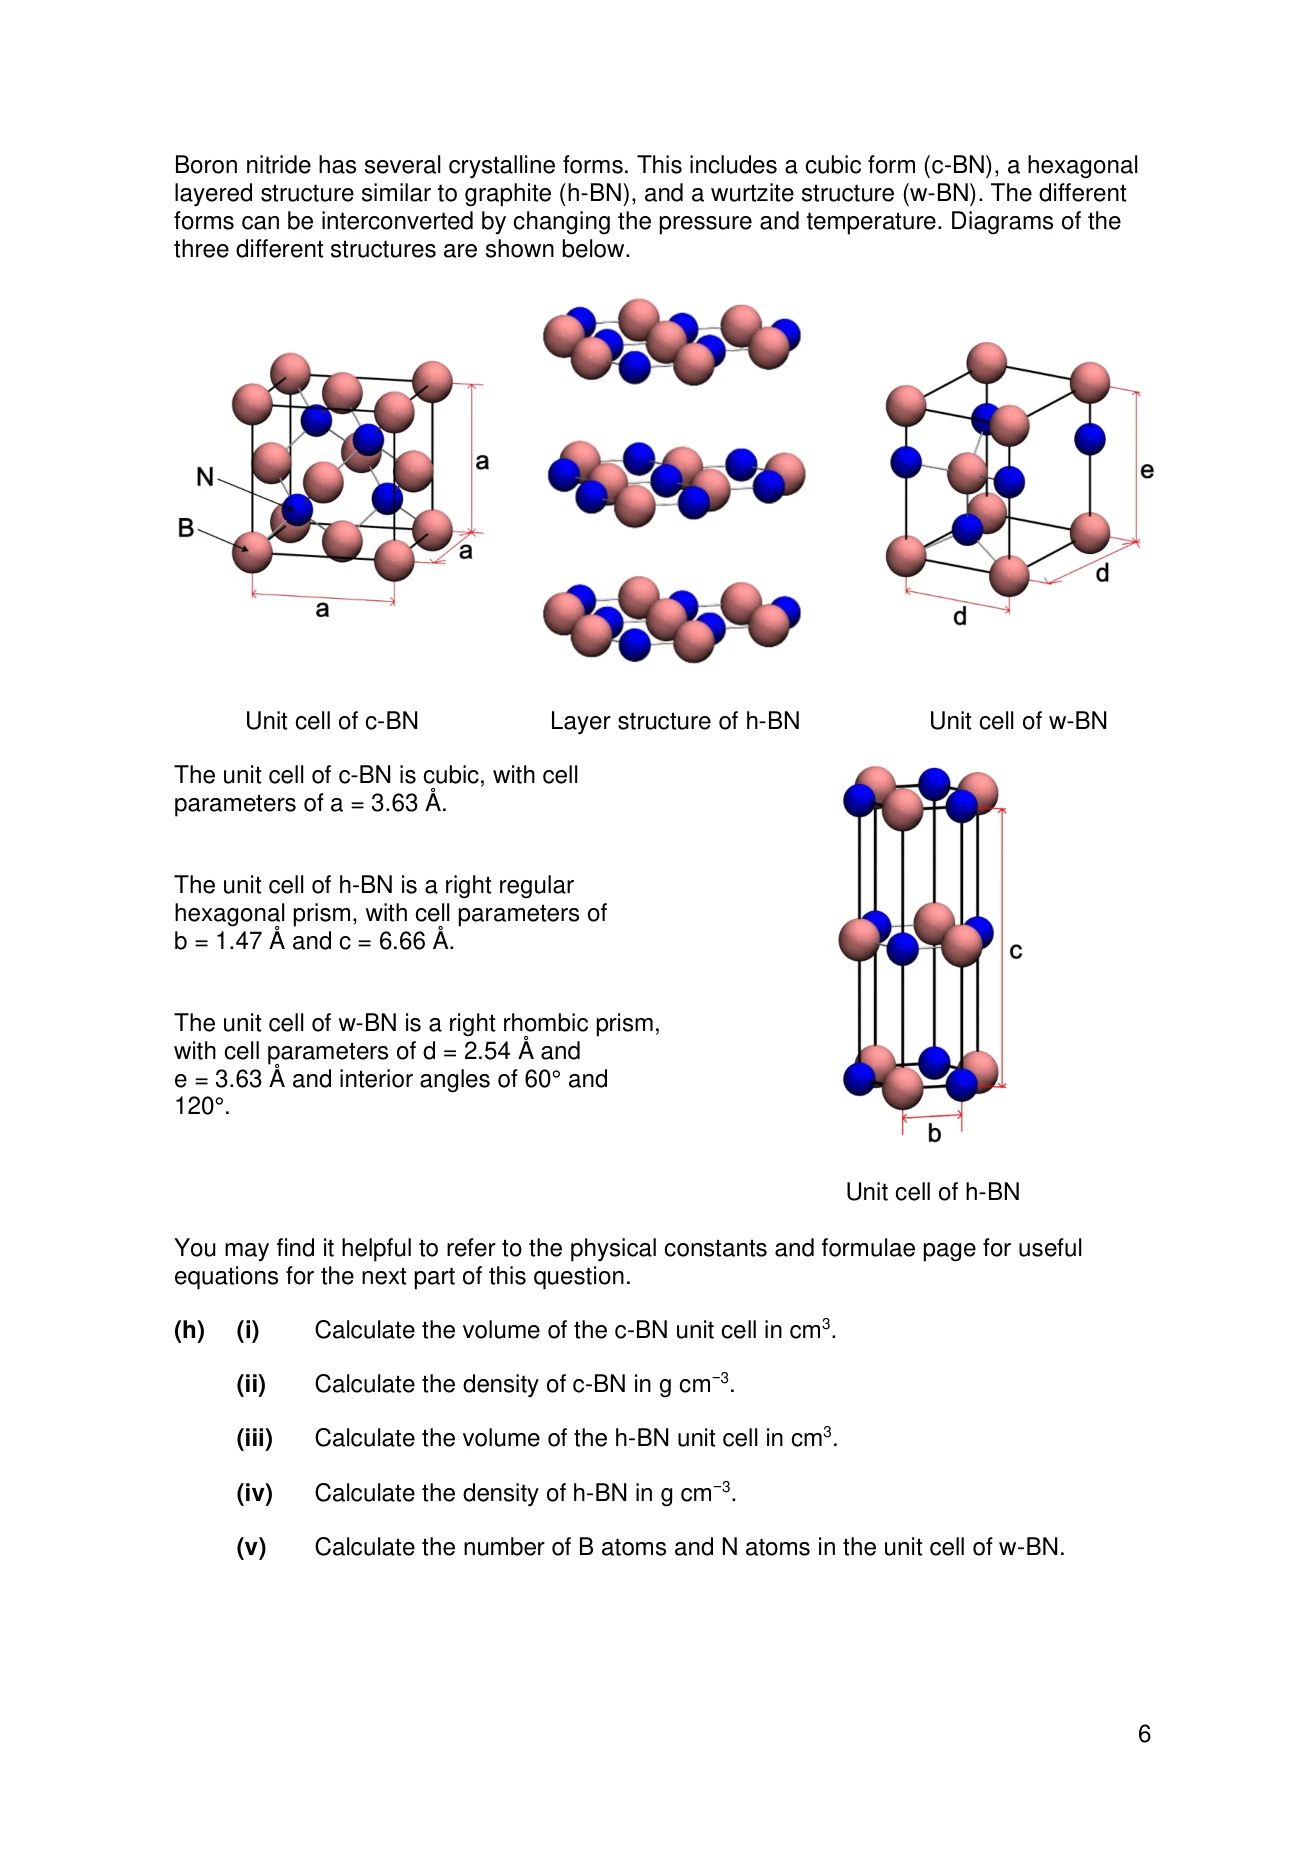 Boron nitride has several crystalline forms. This includes a cubic form (c-BN), a hexagonal
layered structure similar to graphite (h-BN), and a wurtzite structure (w-BN). The different
forms can be interconverted by changing the pressure and temperature. Diagrams of the
three different structures are shown below.
N
B
a
a
a
e
d
d
Unit cell of c-BN
Layer structure of h-BN
Unit cell of w-BN
The unit cell of c-BN is cubic, with cell
parameters of a = 3.63 Å.
The unit cell of h-BN is a right regular
hexagonal prism, with cell parameters of
b = 1.47 Å and c = 6.66 Å.
The unit cell of w-BN is a right rhombic prism,
with cell parameters of d = 2.54 Å and
e = 3.63 Å and interior angles of 60° and
120°.
c
b
Unit cell of h-BN
You may find it helpful to refer to the physical constants and formulae page for useful
equations for the next part of this question.
(h) (i) Calculate the volume of the c-BN unit cell in cm³.
(ii) Calculate the density of c-BN in g cm⁻³.
(iii) Calculate the volume of the h-BN unit cell in cm³.
(iv) Calculate the density of h-BN in g cm⁻³.
(v) Calculate the number of B atoms and N atoms in the unit cell of w-BN.
6